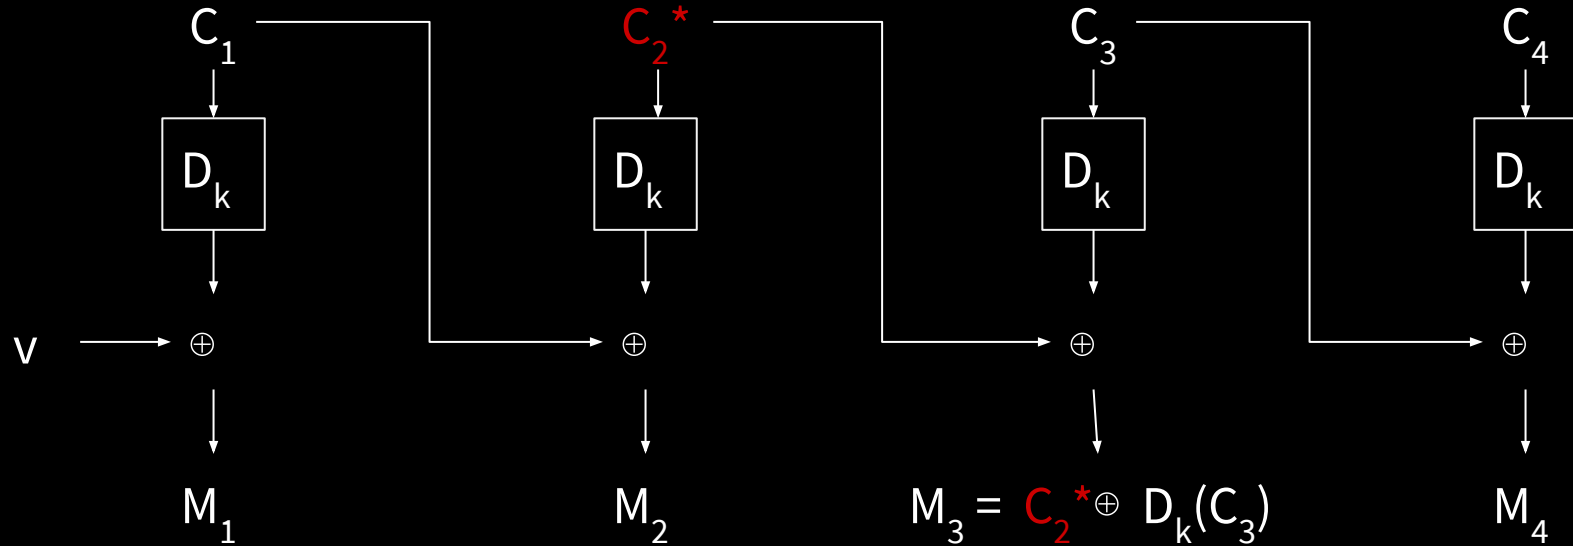 C₁ C₂* C₃ C₄
Dₖ Dₖ Dₖ Dₖ
v ⊕ ⊕ ⊕ ⊕
M₁ M₂ M₃ = C₂* ⊕ Dₖ(C₃) M₄